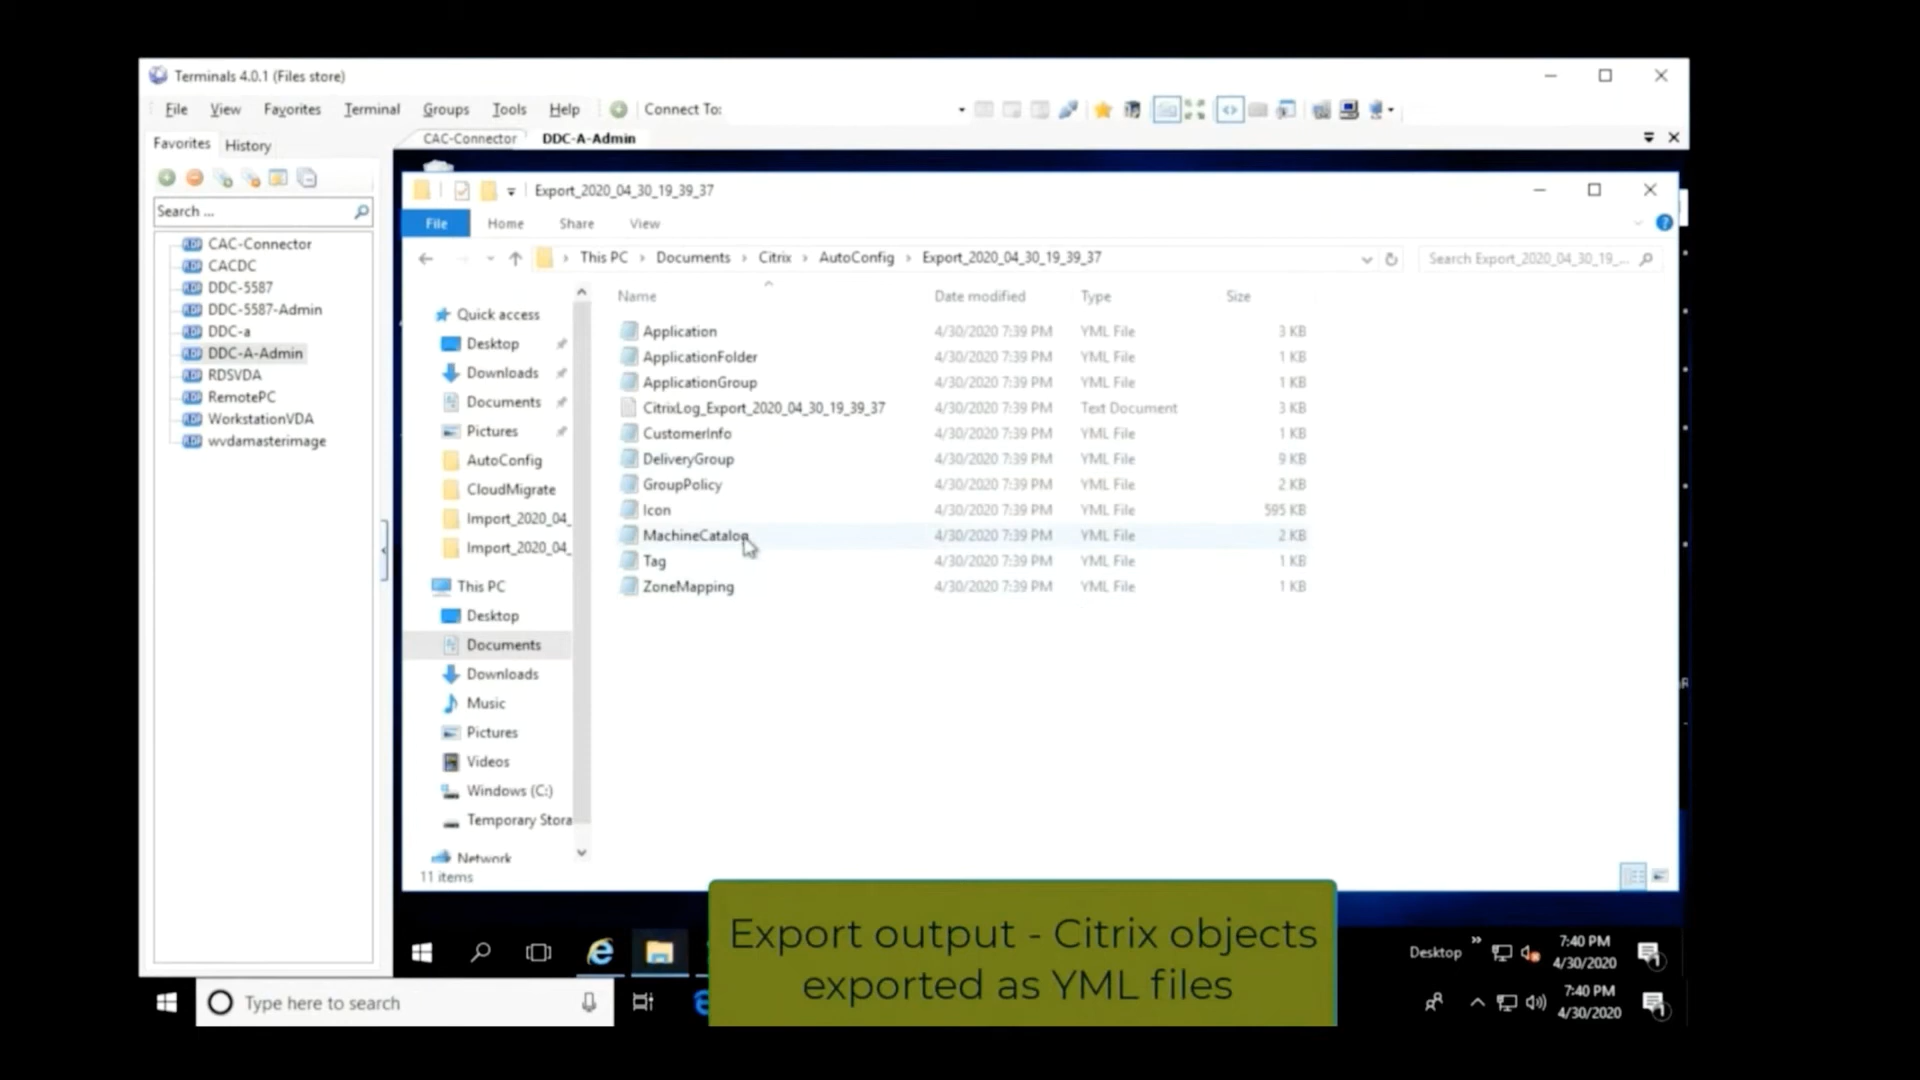 Terminals 4.0.1 (Files store)
File View Favorites Terminal Groups Tools Help Connect To:
Favorites History
CAC-Connector DDC-A-Admin
Search ...
CAC-Connector
CACDC
DDC-5587
DDC-5587-Admin
DDC-a
DDC-A-Admin
RDSVDA
RemotePC
WorkstationVDA
wvdamasterimage
Export_2020_04_30_19_39_37
File Home Share View
This PC Documents Citrix AutoConfig Export_2020_04_30_19_39_37 Search Export_2020_04_30_19_...
Quick access
Desktop
Downloads
Documents
Pictures
AutoConfig
CloudMigrate
Import_2020_04_
Import_2020_04_
This PC
Desktop
Documents
Downloads
Music
Pictures
Videos
Windows (C:)
Temporary Stora
Network
Name Date modified Type Size
Application 4/30/2020 7:39 PM YML File 3 KB
ApplicationFolder 4/30/2020 7:39 PM YML File 1 KB
ApplicationGroup 4/30/2020 7:39 PM YML File 1 KB
CitrixLog_Export_2020_04_30_19_39_37 4/30/2020 7:39 PM Text Document 3 KB
CustomerInfo 4/30/2020 7:39 PM YML File 1 KB
DeliveryGroup 4/30/2020 7:39 PM YML File 9 KB
GroupPolicy 4/30/2020 7:39 PM YML File 2 KB
Icon 4/30/2020 7:39 PM YML File 595 KB
MachineCatalog 4/30/2020 7:39 PM YML File 2 KB
Tag 4/30/2020 7:39 PM YML File 1 KB
ZoneMapping 4/30/2020 7:39 PM YML File 1 KB
11 items
Export output - Citrix objects
exported as YML files
Desktop
7:40 PM
4/30/2020
Type here to search
7:40 PM
4/30/2020